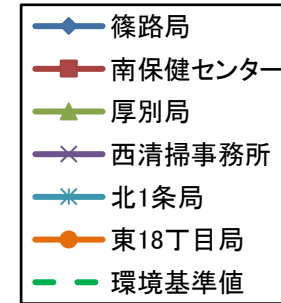 篠路局
南保健センター
厚別局
西清掃事務所
北1条局
東18丁目局
環境基準値